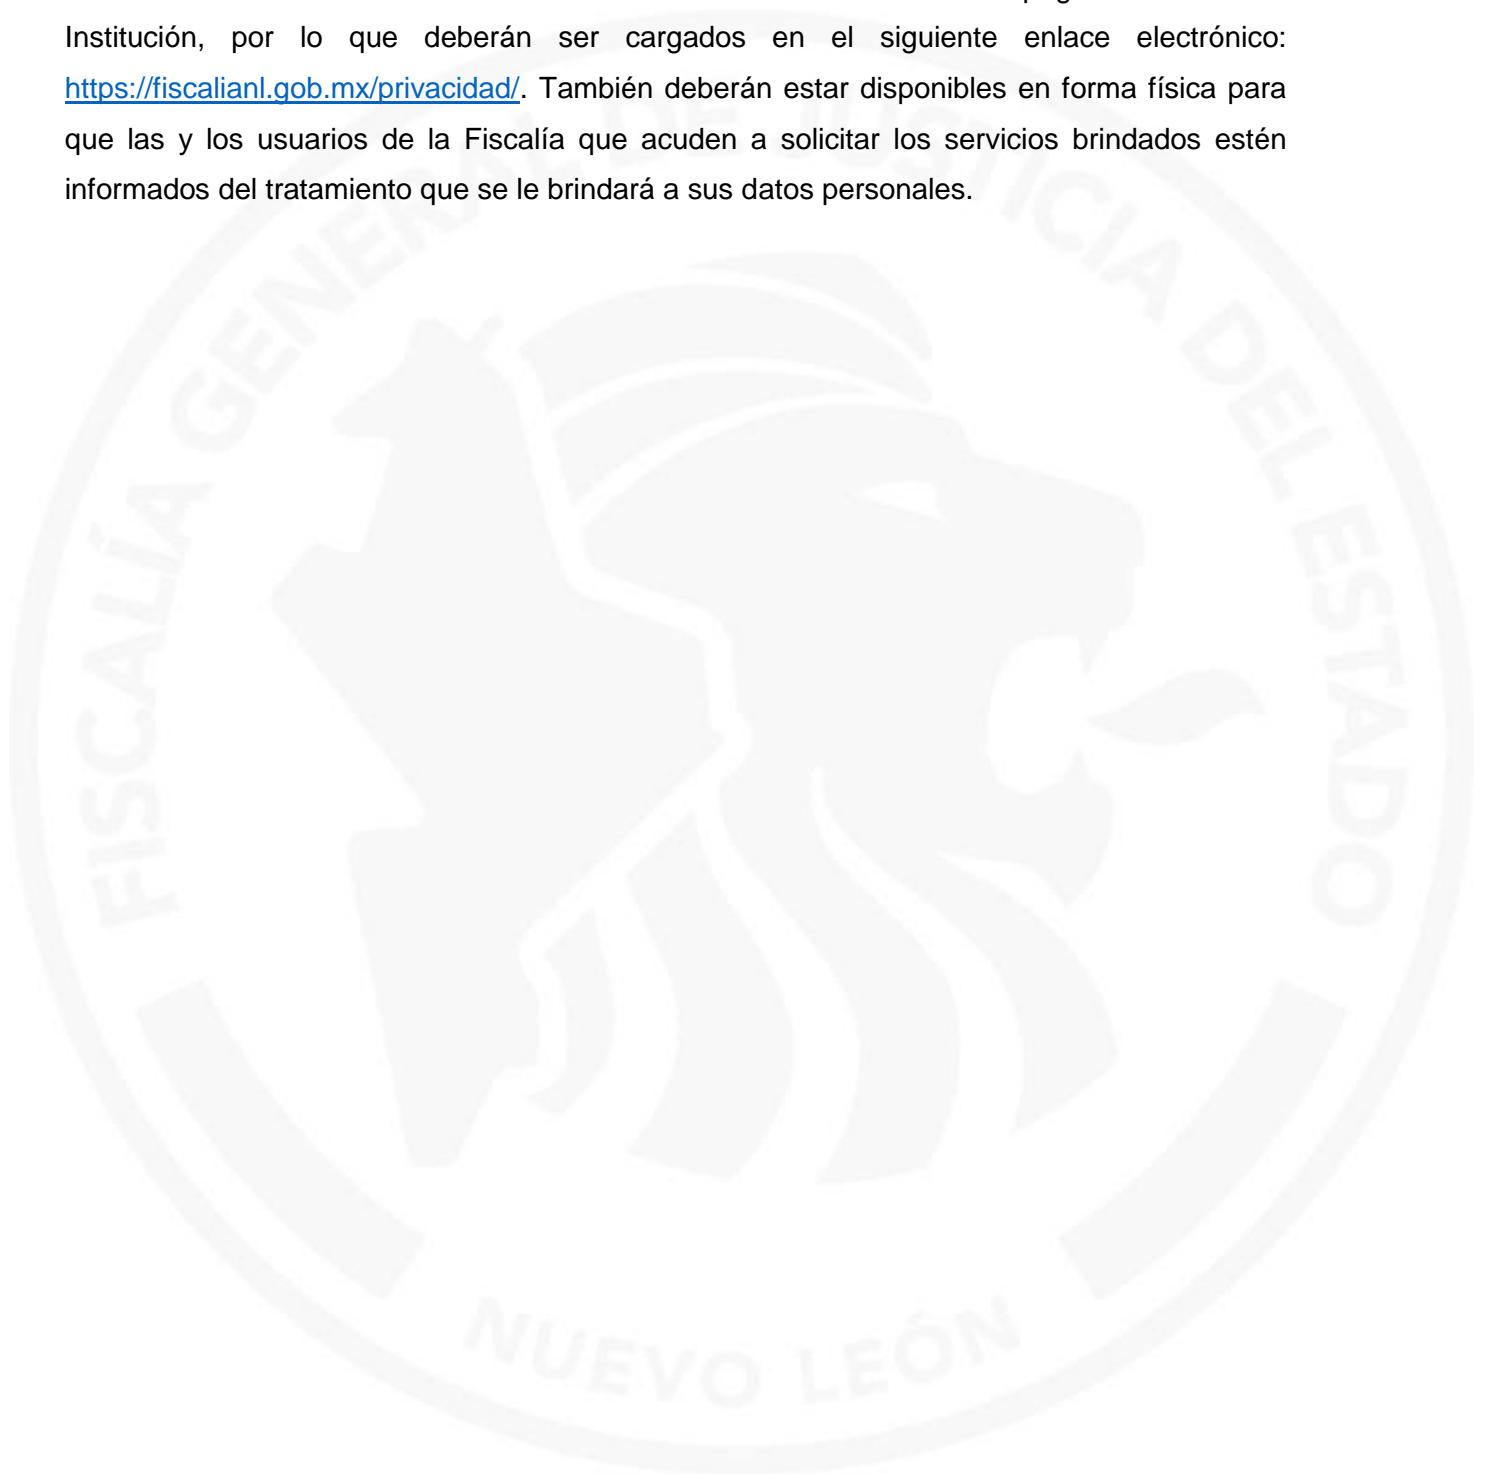 Institución, por lo que deberán ser cargados en el siguiente enlace electrónico:
https://fiscalianl.gob.mx/privacidad/. También deberán estar disponibles en forma física para
que las y los usuarios de la Fiscalía que acuden a solicitar los servicios brindados estén
informados del tratamiento que se le brindará a sus datos personales.
FISCALÍA GENERAL DE JUSTICIA DEL ESTADO
NUEVO LEÓN